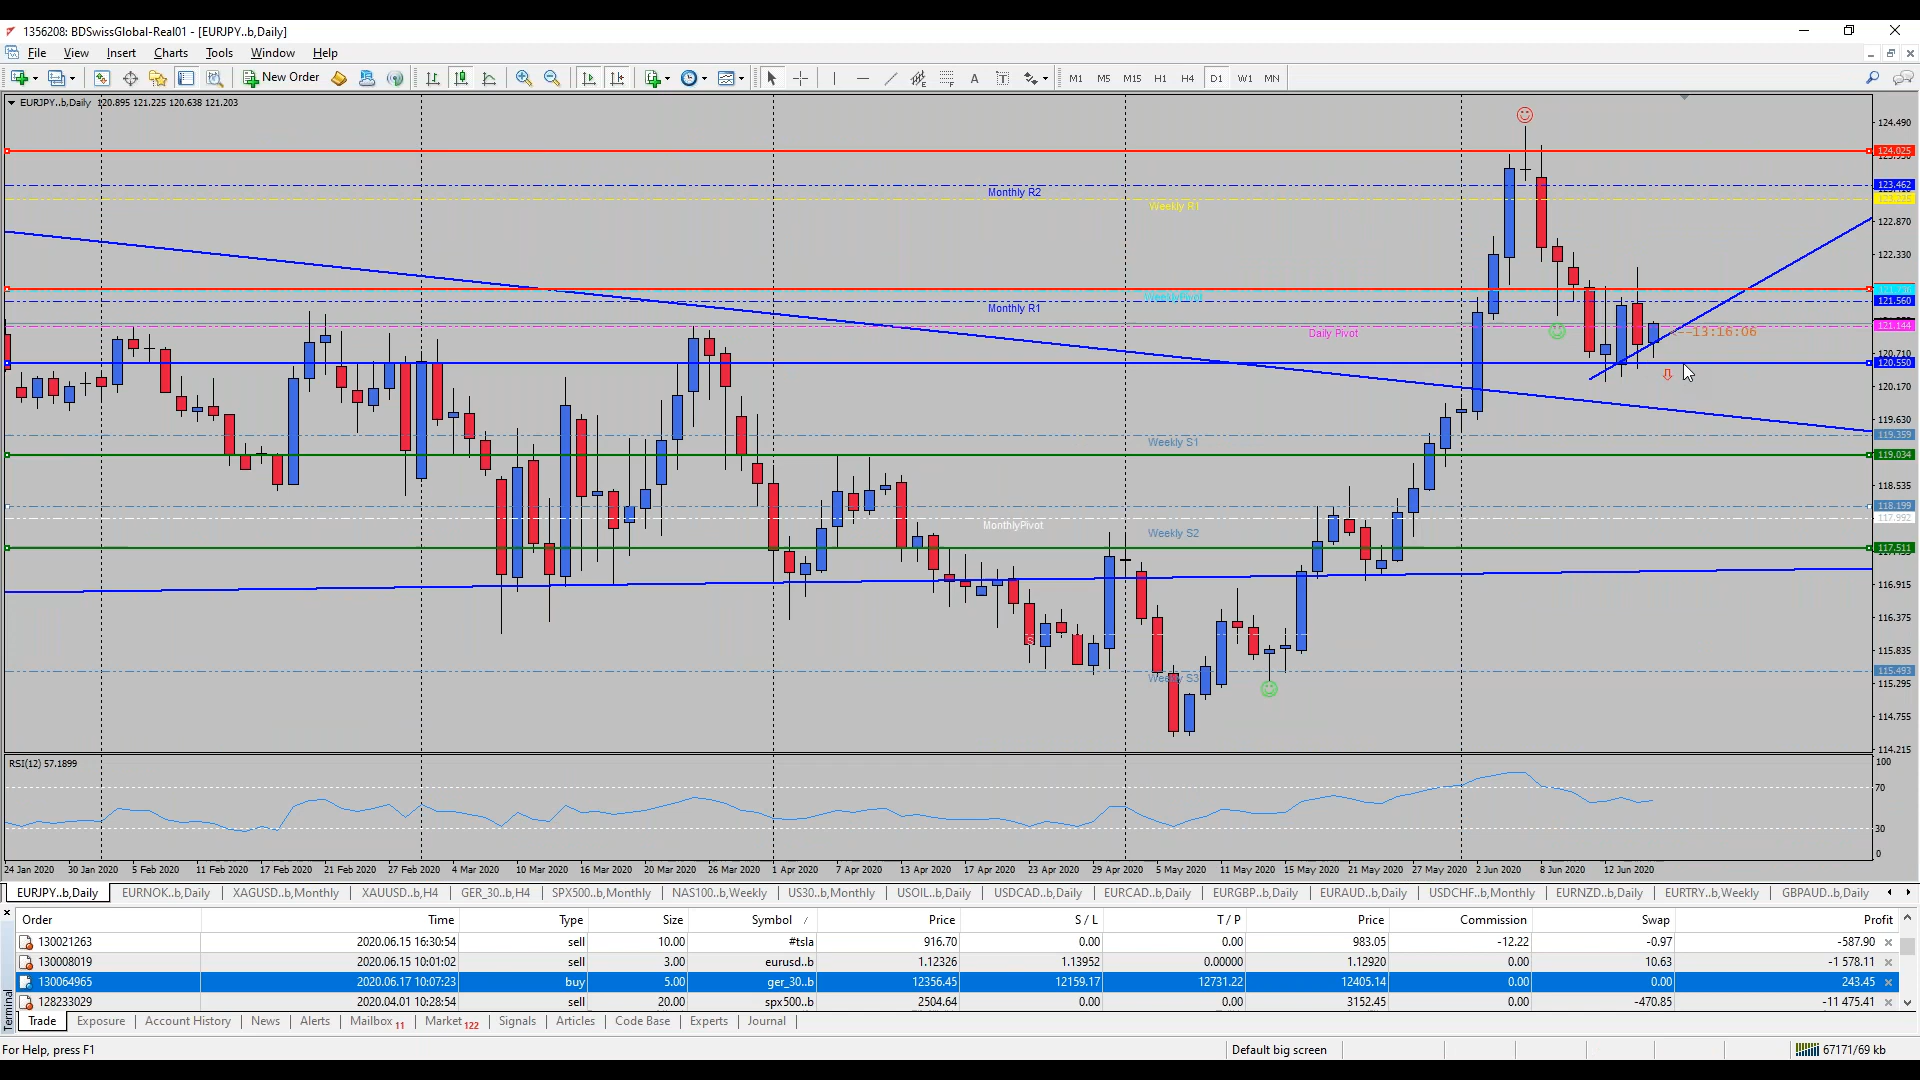 1356208: BDSwissGlobal-Real01 - [EURJPY..b,Daily]
File View Insert Charts Tools Window Help
New Order M1 M5 M15 H1 H4 D1 W1 MN
EURJPY..b,Daily 120.895 121.225 120.638 121.203
124.490
124.025
Monthly R2
123.462
Weekly R1
122.870
122.330
Monthly R1
121.560
Daily Pivot
121.144
13:16:06
120.710
120.550
120.170
119.630
Weekly S1
119.359
119.034
118.535
118.199
MonthlyPivot
117.992
Weekly S2
117.511
116.915
116.375
S
115.835
Weekly S3
115.493
115.295
114.755
114.215
RSI(12) 57.1899
100
70
30
0
24 Jan 2020 30 Jan 2020 5 Feb 2020 11 Feb 2020 17 Feb 2020 21 Feb 2020 27 Feb 2020 4 Mar 2020 10 Mar 2020 16 Mar 2020 20 Mar 2020 26 Mar 2020 1 Apr 2020 7 Apr 2020 13 Apr 2020 17 Apr 2020 23 Apr 2020 29 Apr 2020 5 May 2020 11 May 2020 15 May 2020 21 May 2020 27 May 2020 2 Jun 2020 8 Jun 2020 12 Jun 2020
EURJPY..b,Daily EURNOK..b,Daily XAGUSD..b,Monthly XAUUSD..b,H4 GER_30..b,H4 SPX500..b,Monthly NAS100..b,Weekly US30..b,Monthly USOIL..b,Daily USDCAD..b,Daily EURCAD..b,Daily EURGBP..b,Daily EURAUD..b,Daily USDCHF..b,Monthly EURNZD..b,Daily EURTRY..b,Weekly GBPAUD..b,Daily
Order Time Type Size Symbol / Price S / L T / P Price Commission Swap Profit
130021263 2020.06.15 16:30:54 sell 10.00 #tsla 916.70 0.00 0.00 983.05 -12.22 -0.97 -587.90
130008019 2020.06.15 10:01:02 sell 3.00 eurusd..b 1.12326 1.13952 0.00000 1.12920 0.00 10.63 -1 578.11
130064965 2020.06.17 10:07:23 buy 5.00 ger_30..b 12356.45 12159.17 12731.22 12405.14 0.00 0.00 243.45
128233029 2020.04.01 10:28:54 sell 20.00 spx500..b 2504.64 0.00 0.00 3152.45 0.00 -470.85 -11 475.41
Terminal
Trade Exposure Account History News Alerts Mailbox 11 Market 122 Signals Articles Code Base Experts Journal
For Help, press F1 Default big screen 67171/69 kb